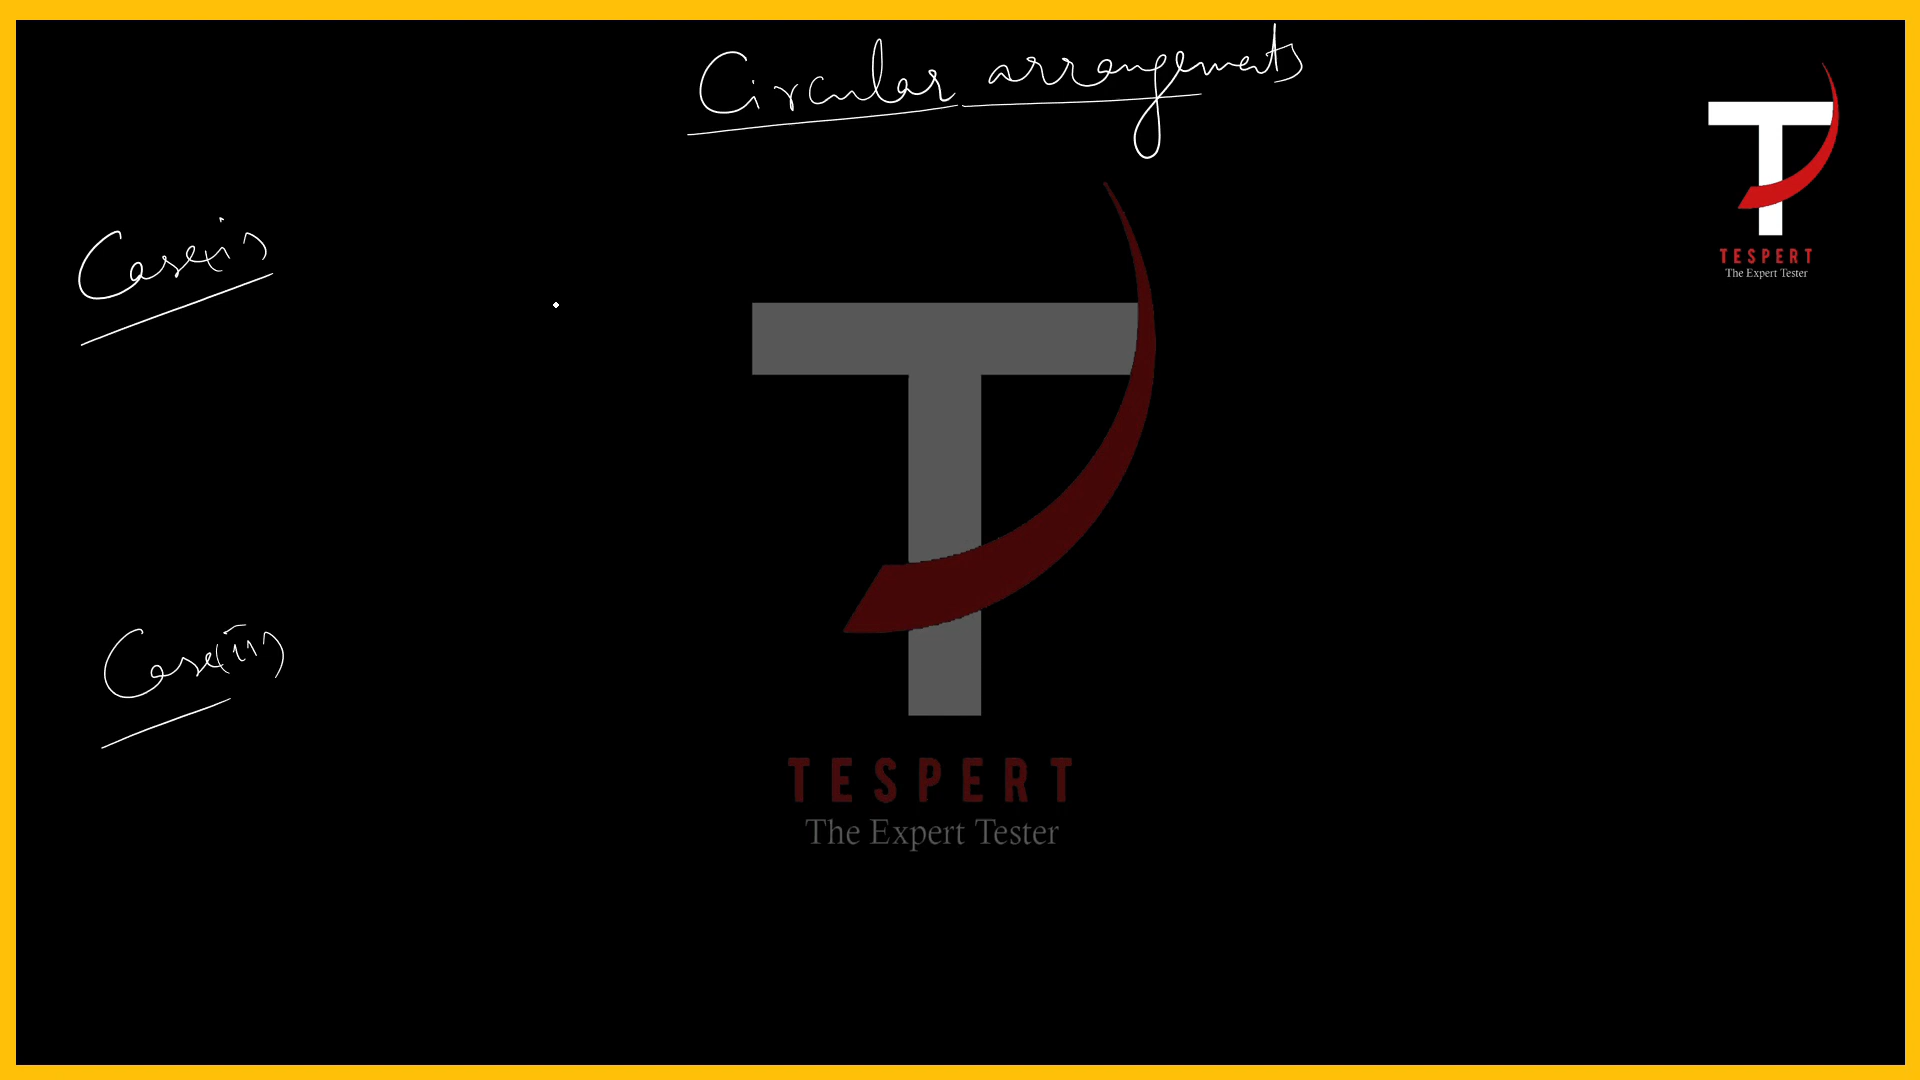 Circular arrangements
TESPERT
The Expert Tester
Case(i)
Case(ii)
TESPERT
The Expert Tester